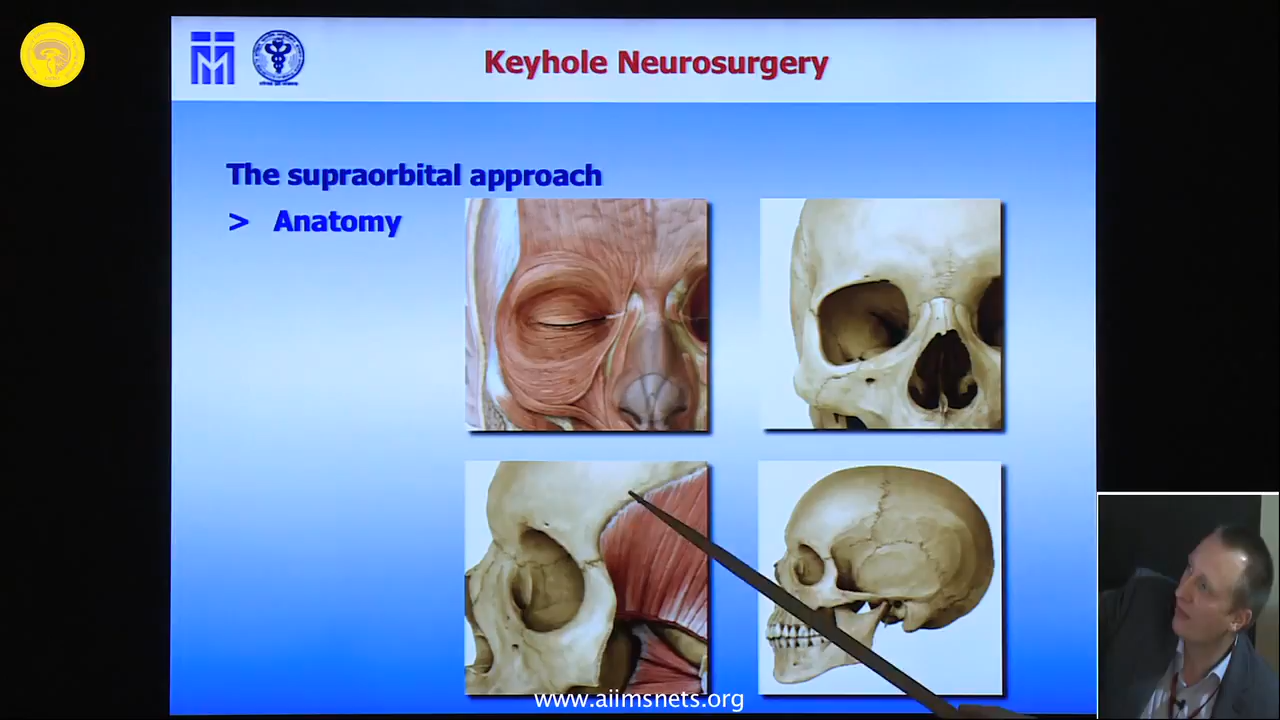 Keyhole Neurosurgery
The supraorbital approach
> Anatomy
www.aiimsnets.org